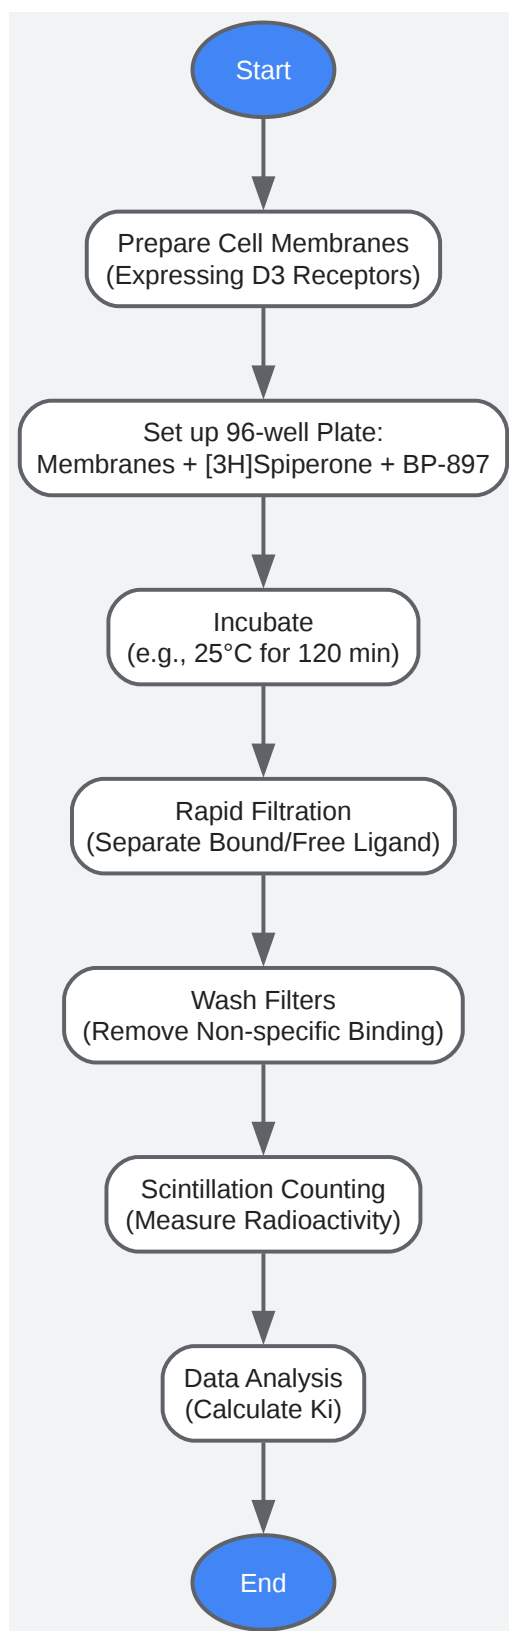 Start
Prepare Cell Membranes
(Expressing D3 Receptors)
Set up 96-well Plate:
Membranes + [3H]Spiperone + BP-897
Incubate
(e.g., 25°C for 120 min)
Rapid Filtration
(Separate Bound/Free Ligand)
Wash Filters
(Remove Non-specific Binding)
Scintillation Counting
(Measure Radioactivity)
Data Analysis
(Calculate Ki)
End